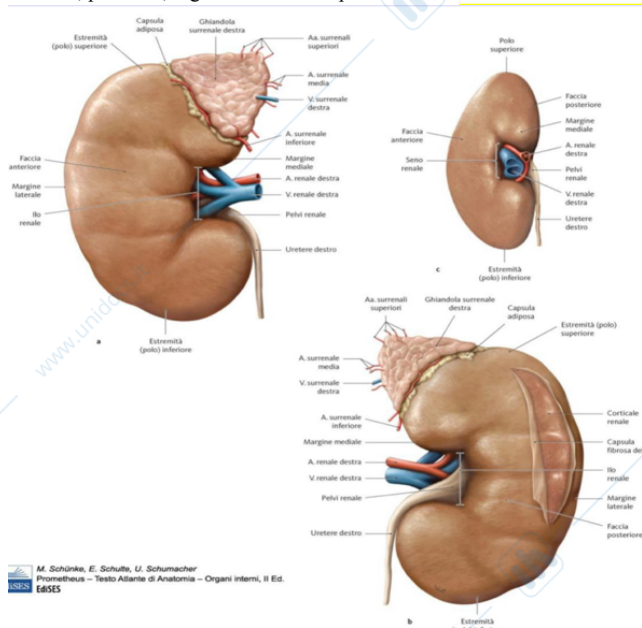 Capsula
adiposa
Ghiandola
surrenale destra
Aa. surrenali
superiori
Estremità
(polo) superiore
A. surrenale
media
V. surrenale
destra
A. surrenale
inferiore
Faccia
anteriore
Margine
mediale
A. renale destra
Margine
laterale
V. renale destra
Ilo
renale
Pelvi renale
Uretere destro
a
Estremità
(polo) inferiore
Polo
superiore
Faccia
posteriore
Margine
mediale
Faccia
anteriore
A. renale
destra
Seno
renale
Pelvi
renale
V. renale
destra
Uretere
destro
c
Estremità
(polo) inferiore
Aa. surrenali
superiori
Ghiandola surrenale
destra
Capsula
adiposa
Estremità (polo)
superiore
A. surrenale
media
V. surrenale
destra
A. surrenale
inferiore
Corticale
renale
Margine mediale
Capsula
fibrosa de
A. renale destra
Ilo
renale
V. renale destra
Pelvi renale
Margine
laterale
Faccia
posteriore
Uretere destro
b
Estremità
M. Schünke, E. Schulte, U. Schumacher
Prometheus – Testo Atlante di Anatomia – Organi interni, II Ed.
EdiSES